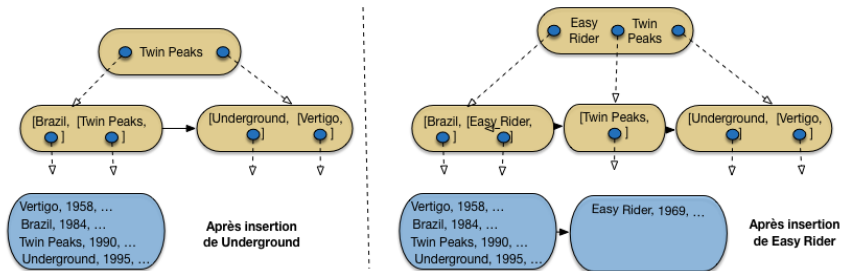 Twin Peaks
[Brazil, [Twin Peaks,
] ]
[Underground, [Vertigo,
] ]
Vertigo, 1958, ...
Brazil, 1984, ...
Twin Peaks, 1990, ...
Underground, 1995, ...
Après insertion
de Underground
Easy
Rider
Twin
Peaks
[Brazil, [Easy Rider,
] ]
[Twin Peaks,
]
[Underground, [Vertigo,
] ]
Vertigo, 1958, ...
Brazil, 1984, ...
Twin Peaks, 1990, ...
Underground, 1995, ...
Easy Rider, 1969, ...
Après insertion
de Easy Rider